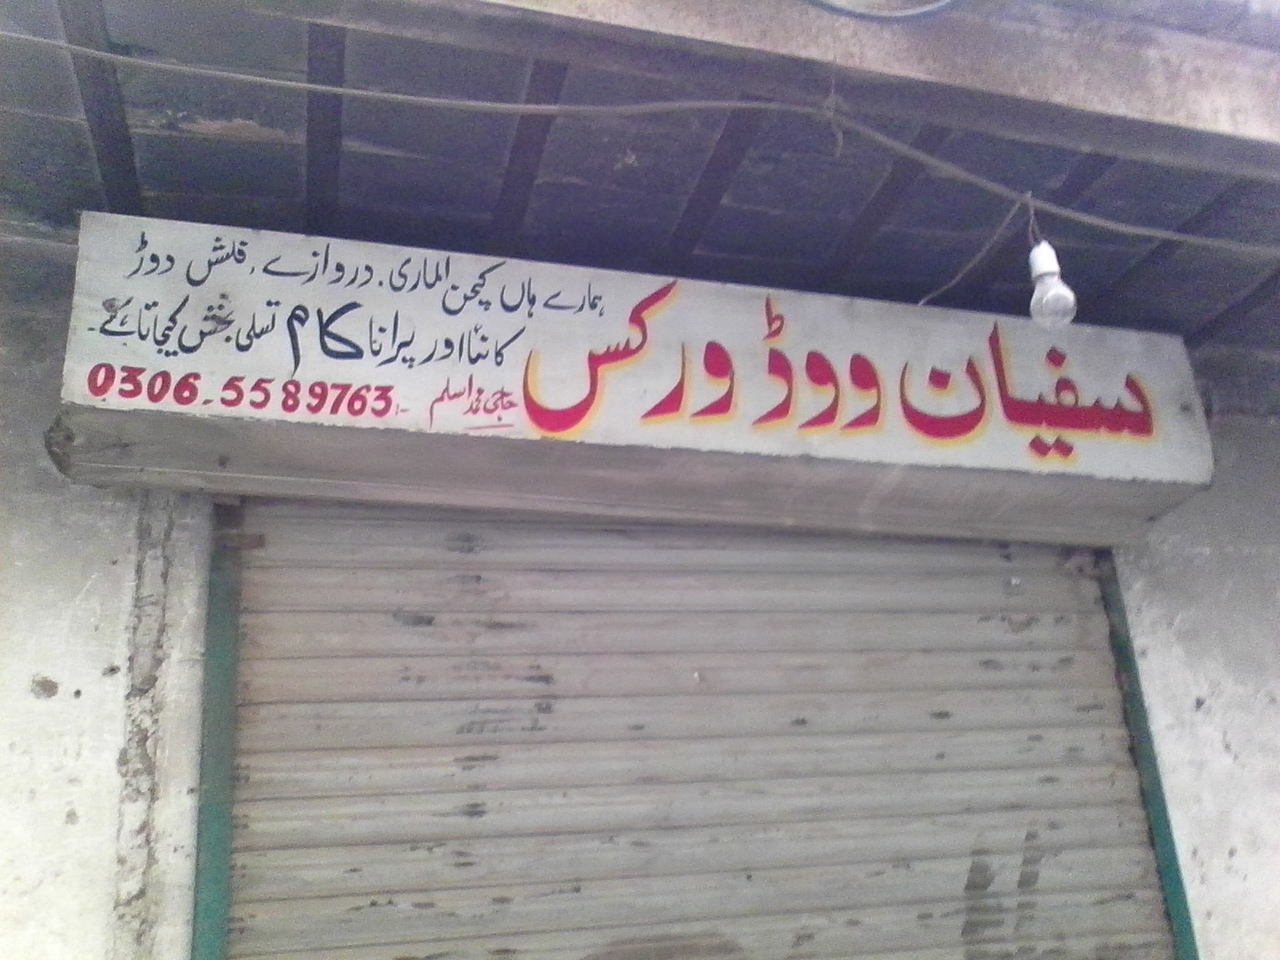 سفیان ووڈ ورکس
ہمارے ہاں کچن الماری. دروازے, فلش دوڑ
کا نیا اور پرانا کام تسلی بخش کیا جاتا ہے۔
حاجی محمد اسلم :- 0306-5589763